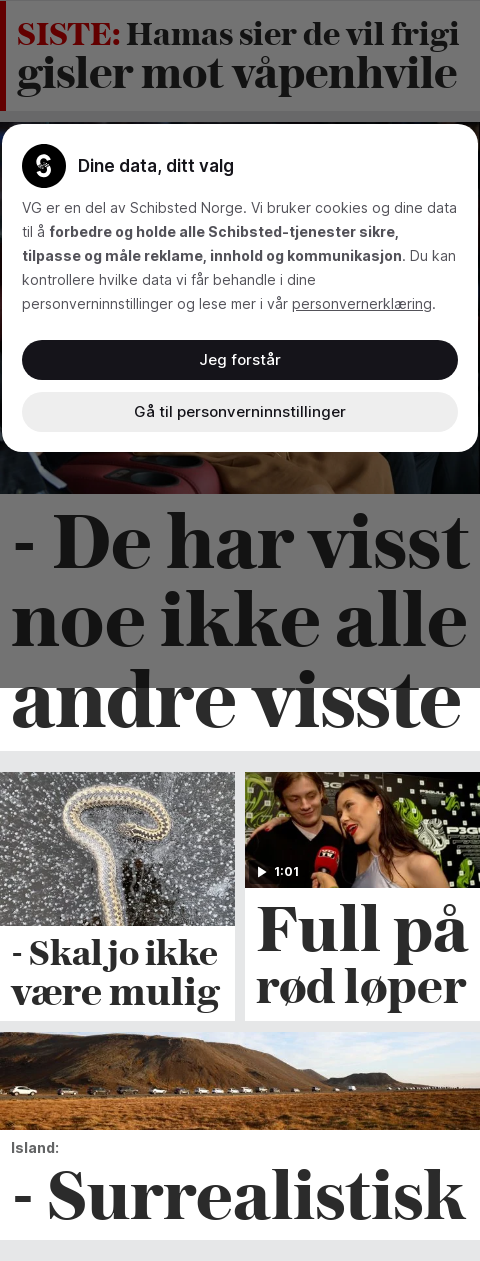 SISTE: Hamas sier de vil frigi
gisler mot våpenhvile
Dine data, ditt valg
VG er en del av Schibsted Norge. Vi bruker cookies og dine data
til å forbedre og holde alle Schibsted-tjenester sikre,
tilpasse og måle reklame, innhold og kommunikasjon. Du kan
kontrollere hvilke data vi får behandle i dine
personverninnstillinger og lese mer i vår personvernerklæring.
Jeg forstår
Gå til personverninnstillinger
- De har visst
noe ikke alle
andre visste
- Skal jo ikke
være mulig
P3GULL
1:01
Full på
rød løper
Island:
- Surrealistisk